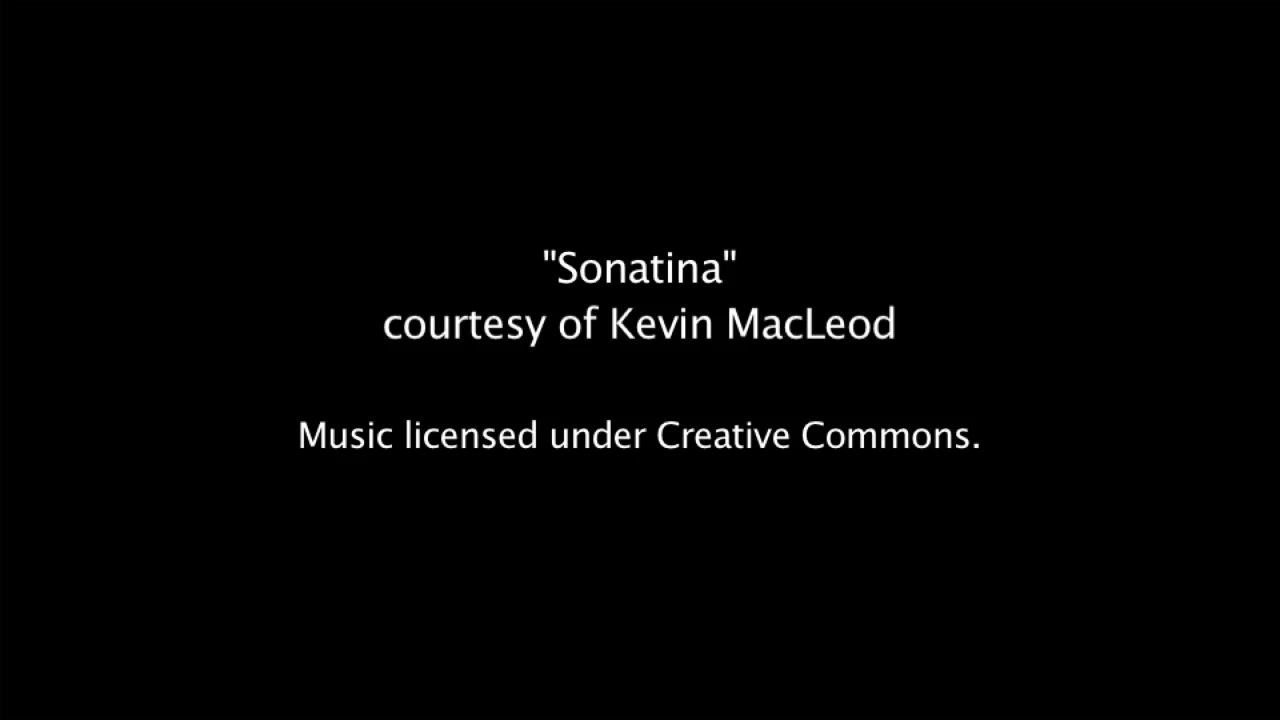 "Sonatina"
courtesy of Kevin MacLeod
Music licensed under Creative Commons.